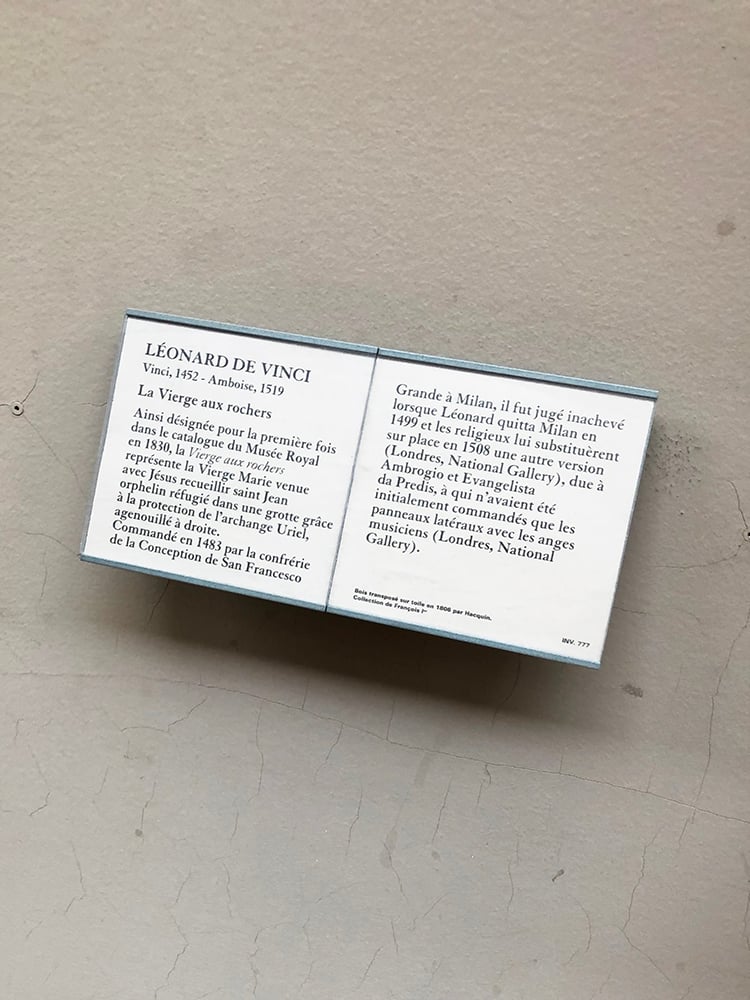 LÉONARD DE VINCI
Vinci, 1452 - Amboise, 1519
La Vierge aux rochers
Ainsi désignée pour la première fois
dans le catalogue du Musée Royal
en 1830, la Vierge aux rochers
représente la Vierge Marie venue
avec Jésus recueillir saint Jean
orphelin réfugié dans une grotte grâce
à la protection de l'archange Uriel,
agenouillé à droite.
Commandé en 1483 par la confrérie
de la Conception de San Francesco
Grande à Milan, il fut jugé inachevé
lorsque Léonard quitta Milan en
1499 et les religieux lui substituèrent
sur place en 1508 une autre version
(Londres, National Gallery), due à
Ambrogio et Evangelista
da Predis, à qui n'avaient été
initialement commandés que les
panneaux latéraux avec les anges
musiciens (Londres, National
Gallery).
Bois transposé sur toile en 1806 par Hacquin.
Collection de François Ier
INV. 777